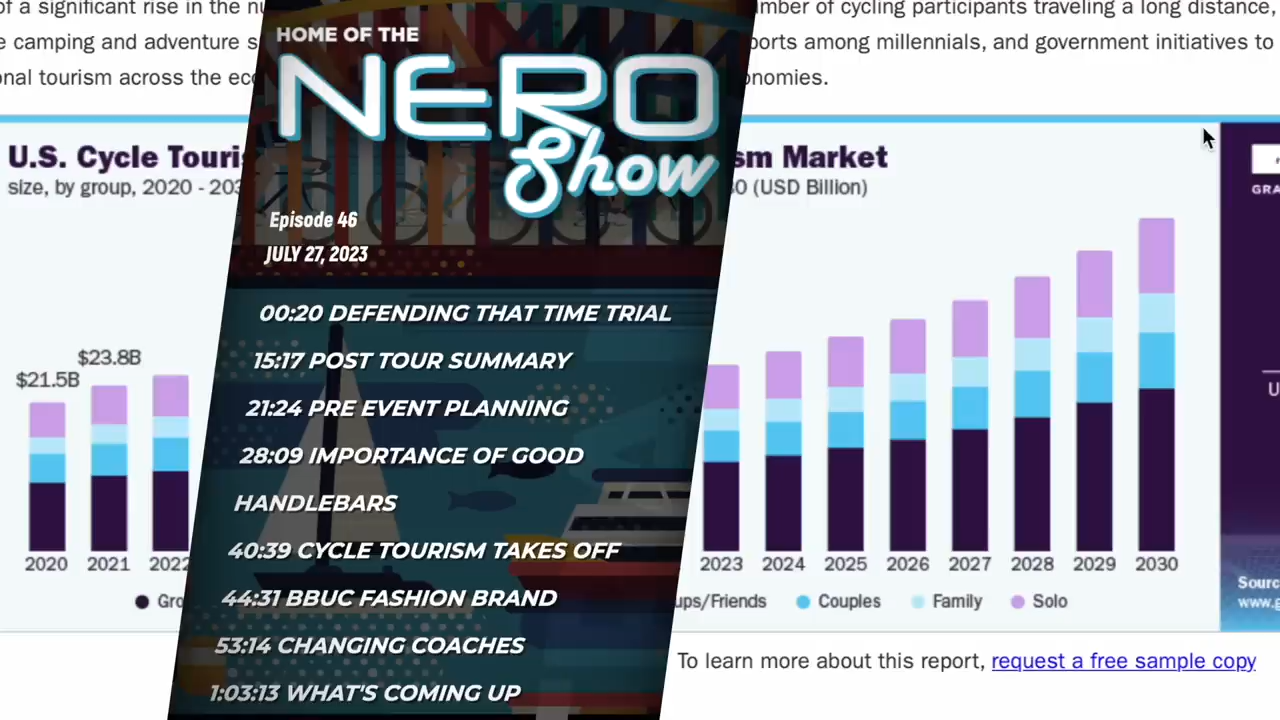 of a significant rise in the nu
mber of cycling participants traveling a long distance,
e camping and adventure s
ports among millennials, and government initiatives to
onal tourism across the eco
onomies.
HOME OF THE
NERO
Show
Episode 46
JULY 27, 2023
00:20 DEFENDING THAT TIME TRIAL
15:17 POST TOUR SUMMARY
21:24 PRE EVENT PLANNING
28:09 IMPORTANCE OF GOOD
HANDLEBARS
40:39 CYCLE TOURISM TAKES OFF
44:31 BBUC FASHION BRAND
53:14 CHANGING COACHES
1:03:13 WHAT'S COMING UP
U.S. Cycle Touris
sm Market
size, by group, 2020 - 203
0 (USD Billion)
$21.5B
$23.8B
2020 2021 2022
2023 2024 2025 2026 2027 2028 2029 2030
Gro
ups/Friends Couples Family Solo
GRA
U
Sourc
www.g
To learn more about this report, request a free sample copy